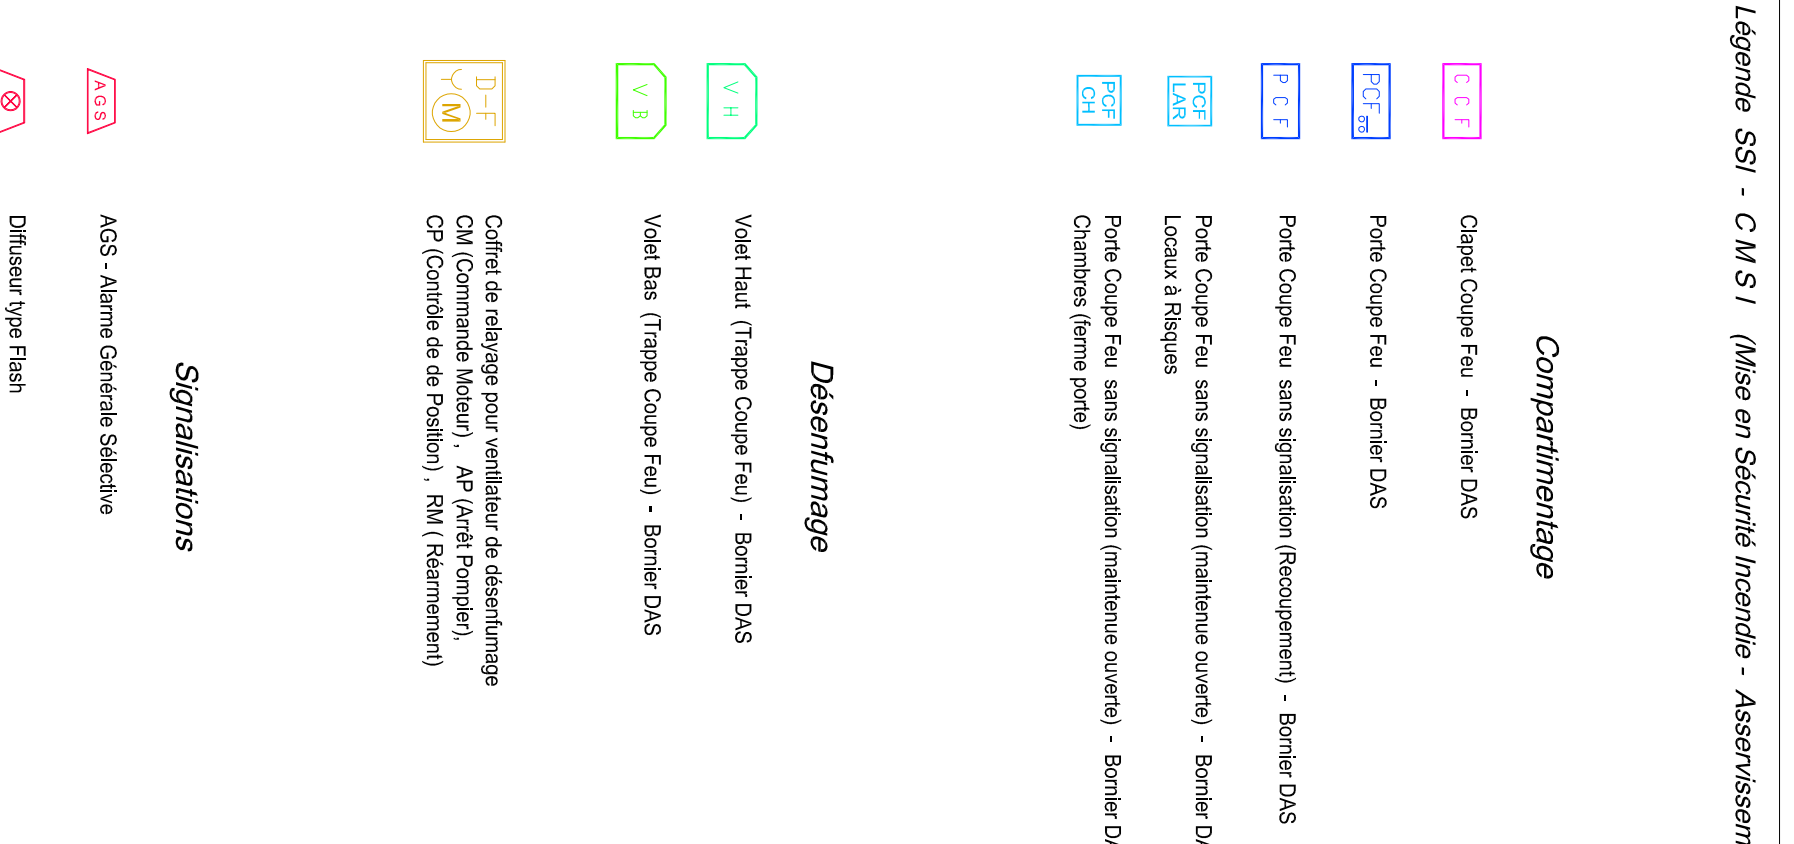 Légende SSI - C M S I (Mise en Sécurité Incendie - Asservissem
Compartimentage
C C F
Clapet Coupe Feu - Bornier DAS
PCF
Porte Coupe Feu - Bornier DAS
P C F
Porte Coupe Feu sans signalisation (Recoupement) - Bornier DAS
PCF
LAR
Porte Coupe Feu sans signalisation (maintenue ouverte) - Bornier DA
Locaux à Risques
PCF
CH
Porte Coupe Feu sans signalisation (maintenue ouverte) - Bornier DA
Chambres (ferme porte)
Désenfumage
V H
Volet Haut (Trappe Coupe Feu) - Bornier DAS
V B
Volet Bas (Trappe Coupe Feu) - Bornier DAS
D-F
M
Coffret de relayage pour ventilateur de désenfumage
CM (Commande Moteur) , AP (Arrêt Pompier),
CP (Contrôle de de Position) , RM ( Réarmement)
Signalisations
AGS
AGS - Alarme Générale Sélective
Diffuseur type Flash